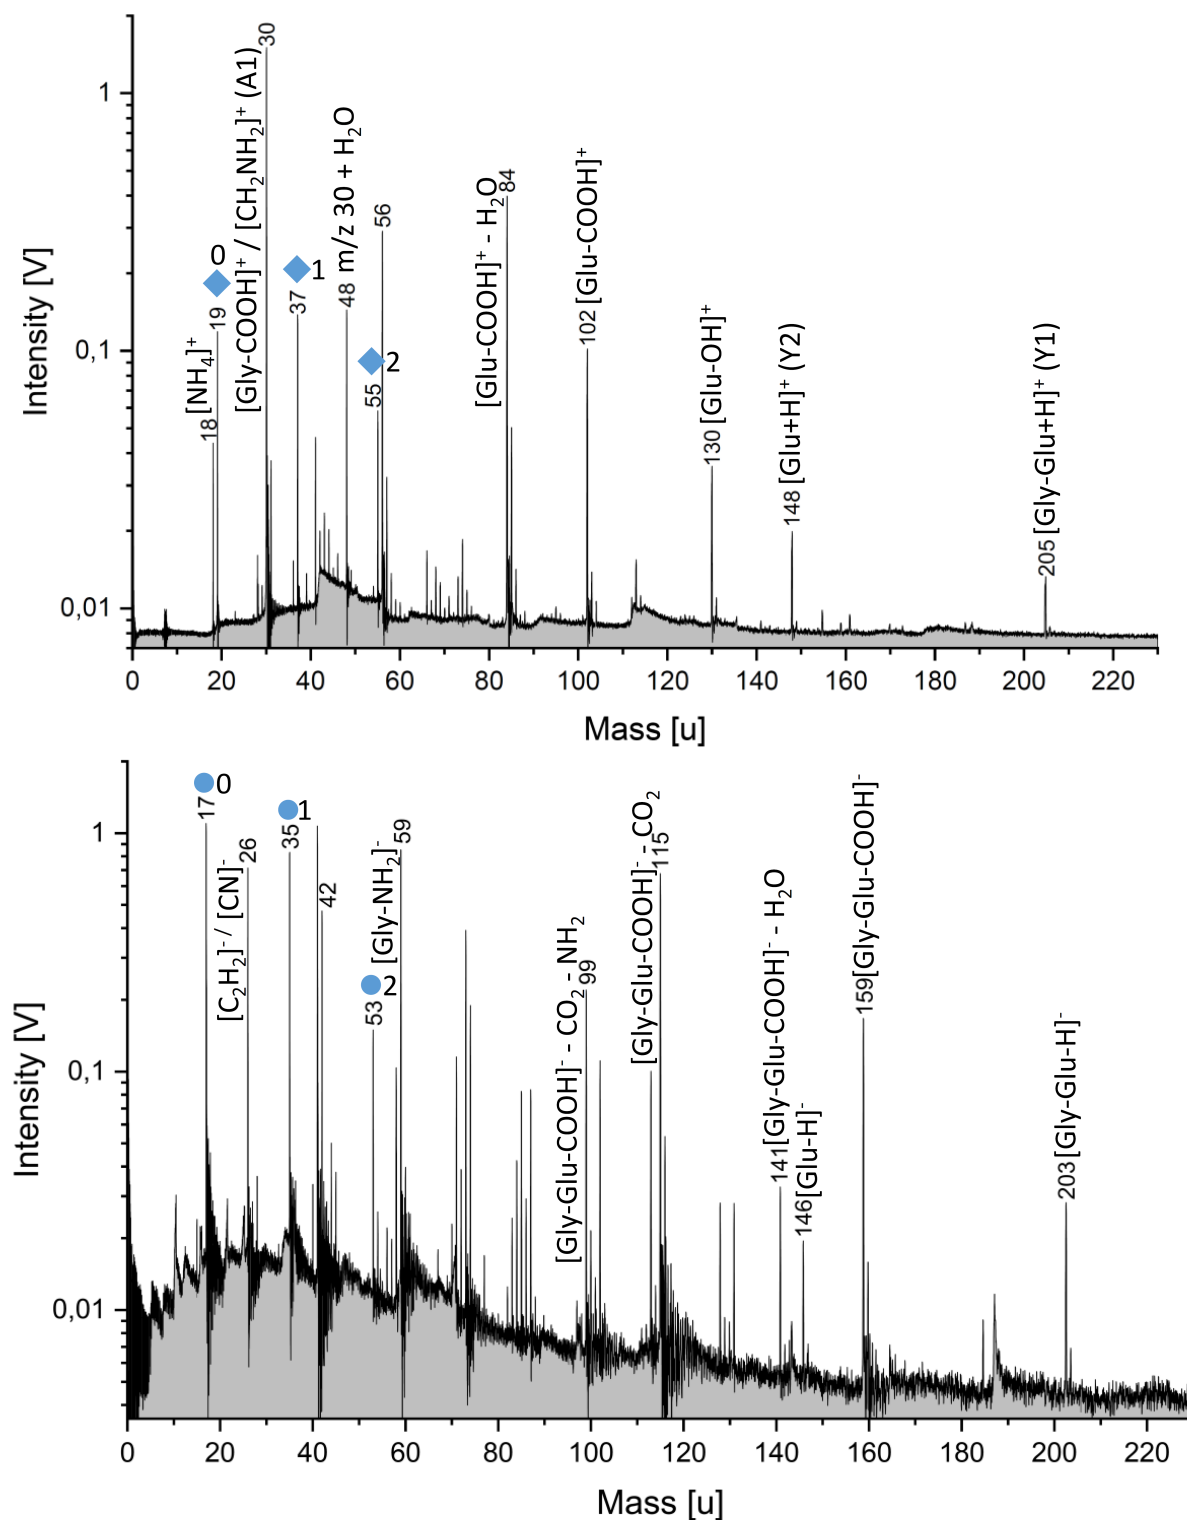 30
[Gly-COOH]⁺ / [CH₂NH₂]⁺ (A1)
1
0
19
18 [NH₄]⁺
1
37
48 m/z 30 + H₂O
2
55
56
[Glu-COOH]⁺ - H₂O
84
102 [Glu-COOH]⁺
130 [Glu-OH]⁺
148 [Glu+H]⁺ (Y2)
205 [Gly-Glu+H]⁺ (Y1)
0,1
0,01
Intensity [V]
0 20 40 60 80 100 120 140 160 180 200 220
Mass [u]
0
17
1
35
1
[C₂H₂]⁻ / [CN]⁻
26
42
2
53
[Gly-NH₂]⁻
59
[Gly-Glu-COOH]⁻ - CO₂ - NH₂
99
[Gly-Glu-COOH]⁻ - CO₂
115
141 [Gly-Glu-COOH]⁻ - H₂O
146 [Glu-H]⁻
159 [Gly-Glu-COOH]⁻
203 [Gly-Glu-H]⁻
0,1
0,01
Intensity [V]
0 20 40 60 80 100 120 140 160 180 200 220
Mass [u]